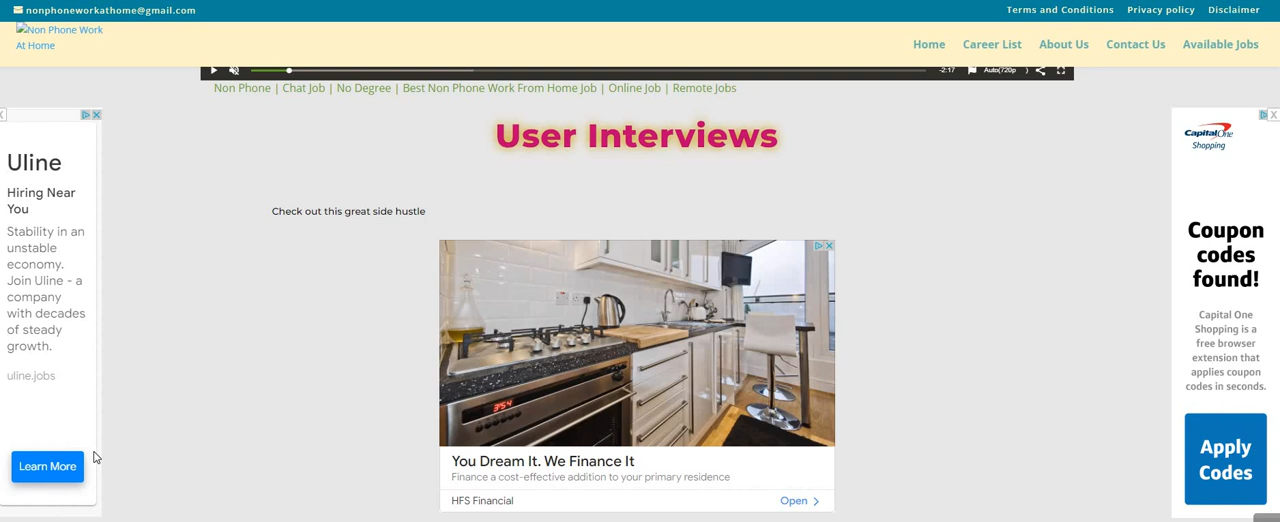 nonphoneworkathome@gmail.com
Terms and Conditions Privacy policy Disclaimer
Non Phone Work
At Home
Home Career List About Us Contact Us Available Jobs
-2:17 Auto(720p )
Non Phone | Chat Job | No Degree | Best Non Phone Work From Home Job | Online Job | Remote Jobs
User Interviews
Check out this great side hustle
Uline
Hiring Near
You
Stability in an
unstable
economy.
Join Uline - a
company
with decades
of steady
growth.
uline.jobs
Learn More
3:54
You Dream It. We Finance It
Finance a cost-effective addition to your primary residence
HFS Financial
Open
Capital One
Shopping
Coupon
codes
found!
Capital One
Shopping is a
free browser
extension that
applies coupon
codes in seconds.
Apply
Codes